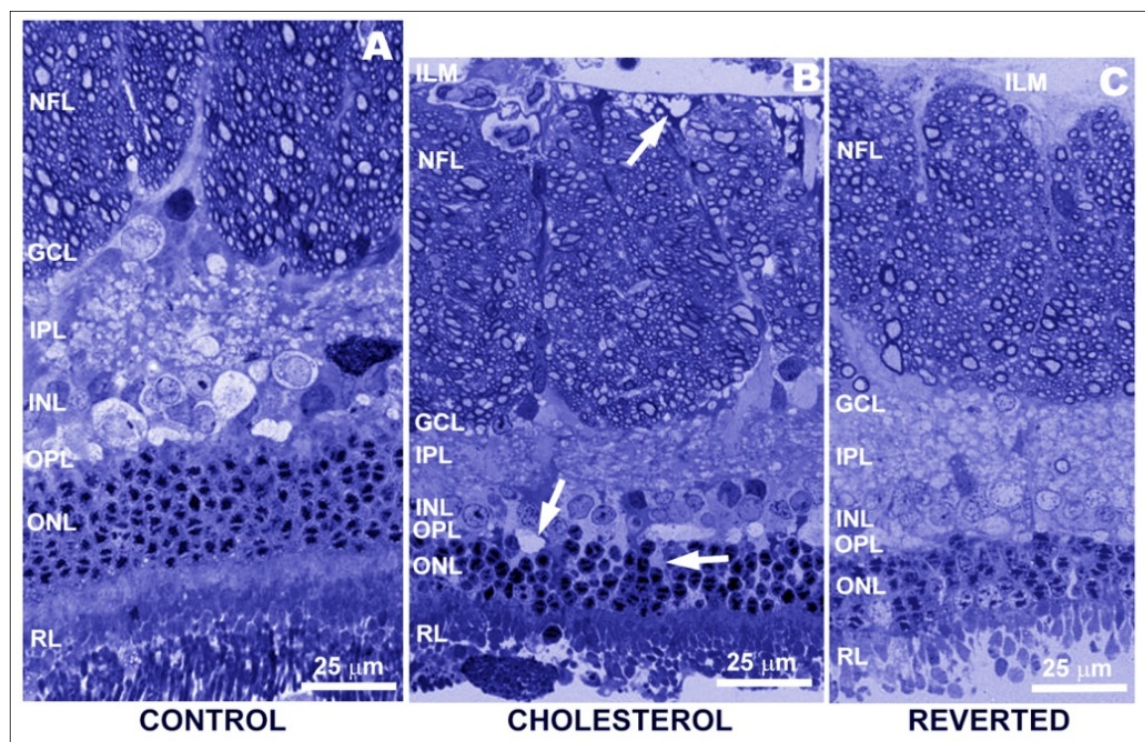 A
NFL
GCL
IPL
INL
OPL
ONL
RL
25 μm
CONTROL
B
ILM
NFL
GCL
IPL
INL
OPL
ONL
RL
25 μm
CHOLESTEROL
C
ILM
NFL
GCL
IPL
INL
OPL
ONL
RL
25 μm
REVERTED